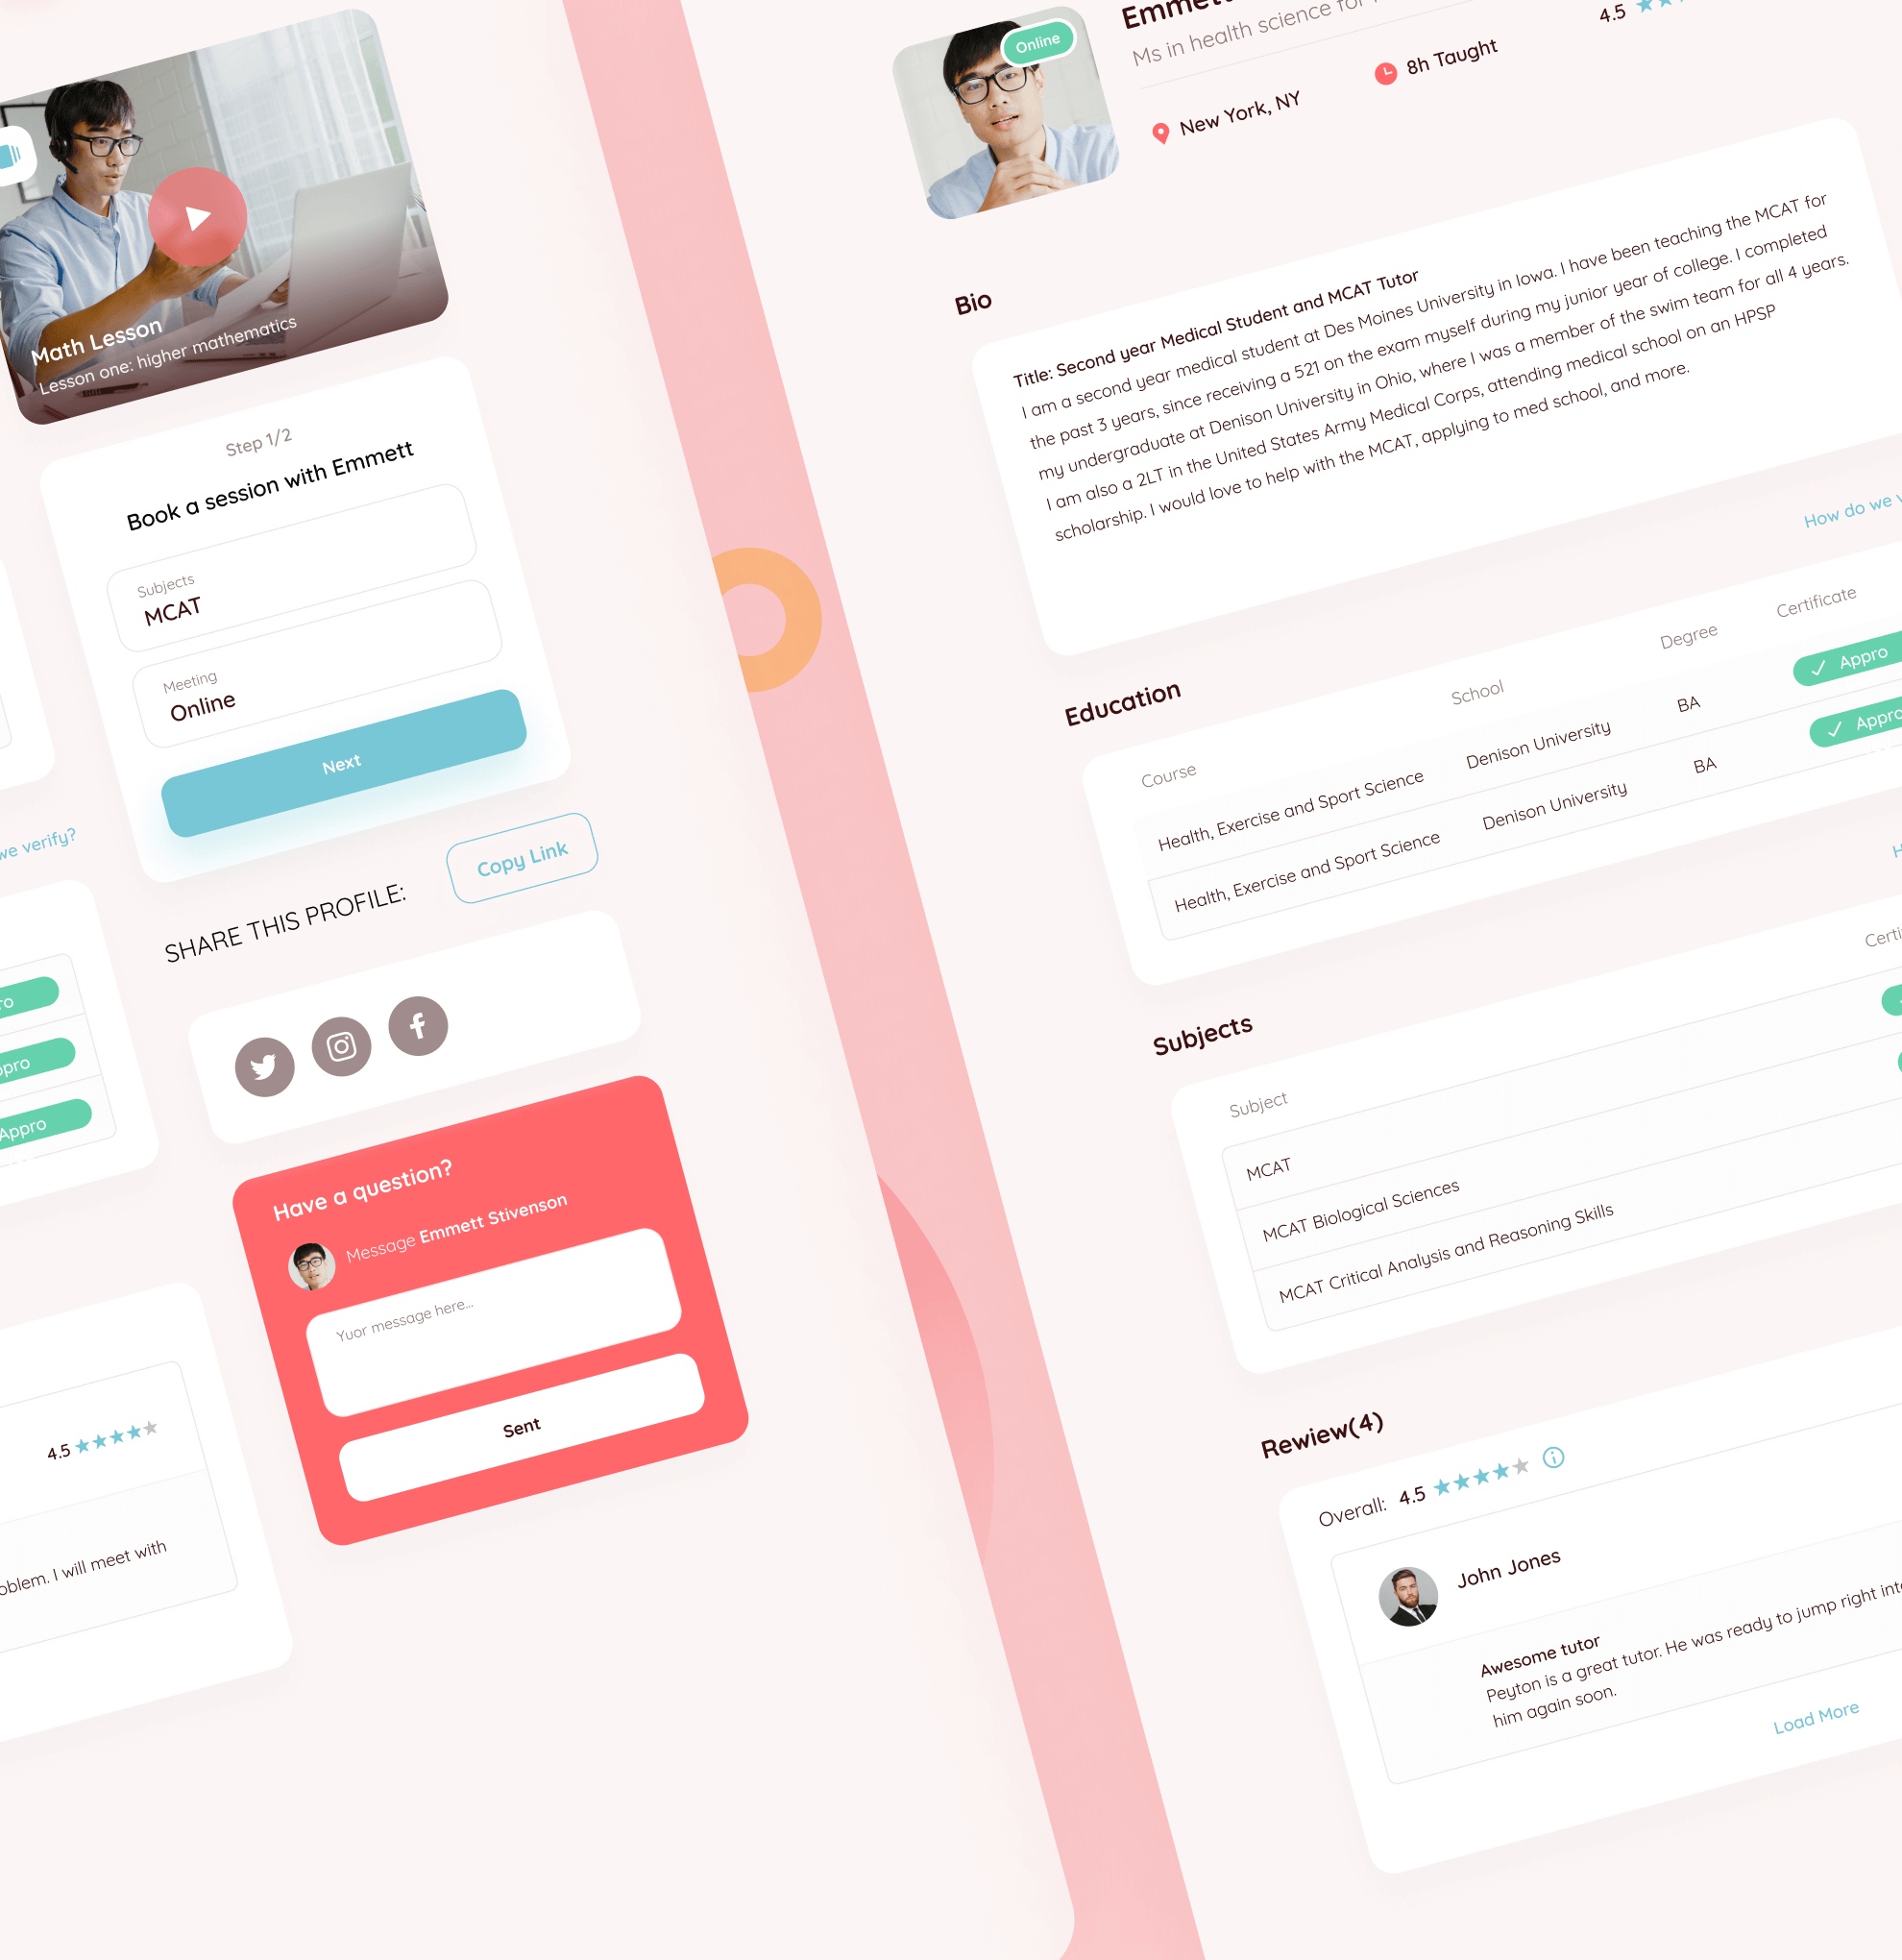 Math Lesson
Lesson one: higher mathematics
Step 1/2
Book a session with Emmett
Subjects
MCAT
Meeting
Online
Next
we verify?
SHARE THIS PROFILE:
Copy Link
Appro
Have a question?
Message Emmett Stivenson
Yuor message here...
Sent
4.5
I will meet with
Online
Emmett
Ms in health science for
4.5
New York, NY
8h Taught
Bio
Title: Second year Medical Student and MCAT Tutor
I am a second year medical student at Des Moines University in Iowa. I have been teaching the MCAT for
the past 3 years, since receiving a 521 on the exam myself during my junior year of college. I completed
my undergraduate at Denison University in Ohio, where I was a member of the swim team for all 4 years.
I am also a 2LT in the United States Army Medical Corps, attending medical school on an HPSP
scholarship. I would love to help with the MCAT, applying to med school, and more.
How do we v
Education
Course School Degree Certificate
Health, Exercise and Sport Science Denison University BA Appro
Health, Exercise and Sport Science Denison University BA Appro
Subjects
Subject Certi
MCAT
MCAT Biological Sciences
MCAT Critical Analysis and Reasoning Skills
Rewiew(4)
Overall: 4.5
John Jones
Awesome tutor
Peyton is a great tutor. He was ready to jump right into
him again soon.
Load More